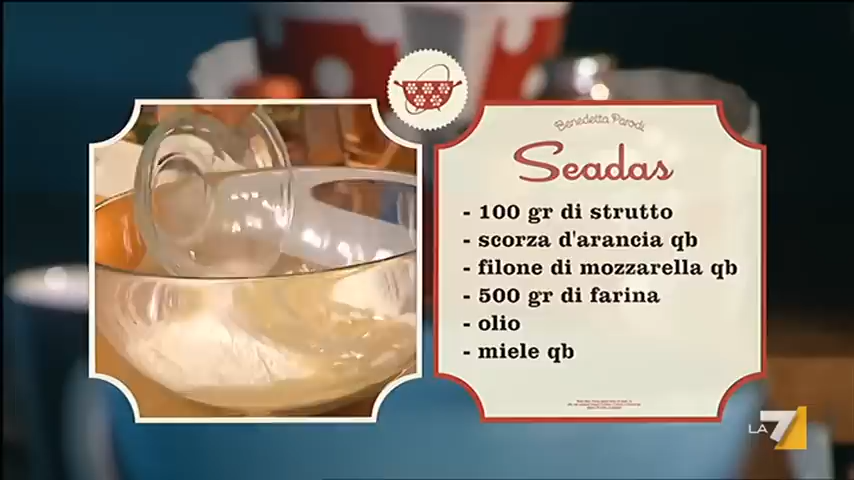 Benedetta Parodi
Seadas
- 100 gr di strutto
- scorza d'arancia qb
- filone di mozzarella qb
- 500 gr di farina
- olio
- miele qb
LA7